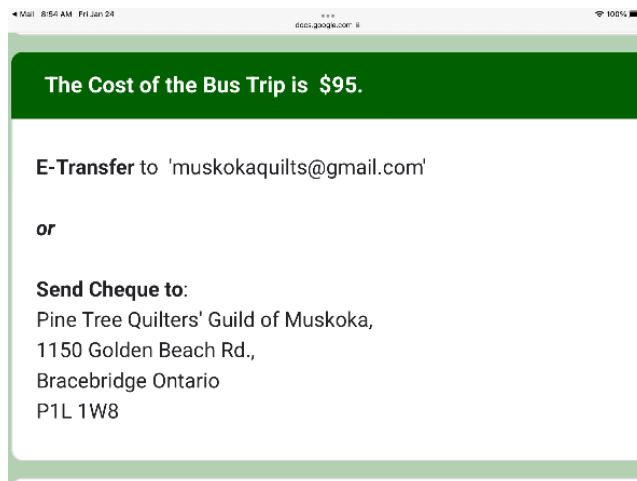 Mail 8:54 AM Fri Jan 24
100%
docs.google.com
The Cost of the Bus Trip is $95.
E-Transfer to 'muskokaquilts@gmail.com'
or
Send Cheque to:
Pine Tree Quilters' Guild of Muskoka,
1150 Golden Beach Rd.,
Bracebridge Ontario
P1L 1W8